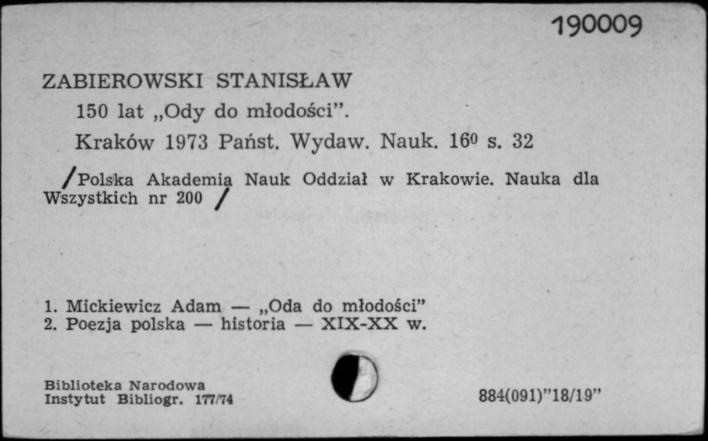 190009
ZABIEROWSKI STANISŁAW
150 lat „Ody do młodości”.
Kraków 1973 Państ. Wydaw. Nauk. 16⁰ s. 32
/Polska Akademia Nauk Oddział w Krakowie. Nauka dla
Wszystkich nr 200 /
1. Mickiewicz Adam — „Oda do młodości”
2. Poezja polska — historia — XIX-XX w.
Biblioteka Narodowa
Instytut Bibliogr. 177/74
884(091)”18/19”